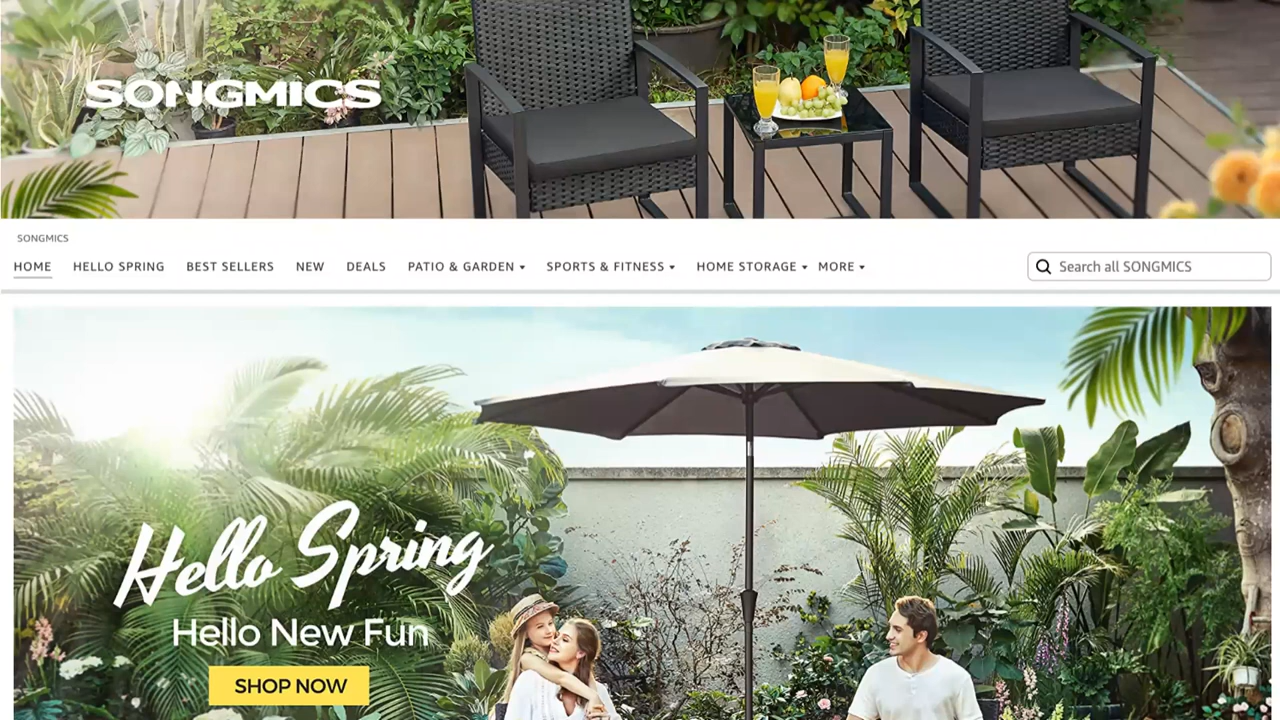 SONGMICS
SONGMICS
HOME HELLO SPRING BEST SELLERS NEW DEALS PATIO & GARDEN SPORTS & FITNESS HOME STORAGE MORE
Search all SONGMICS
Hello Spring
Hello New Fun
SHOP NOW